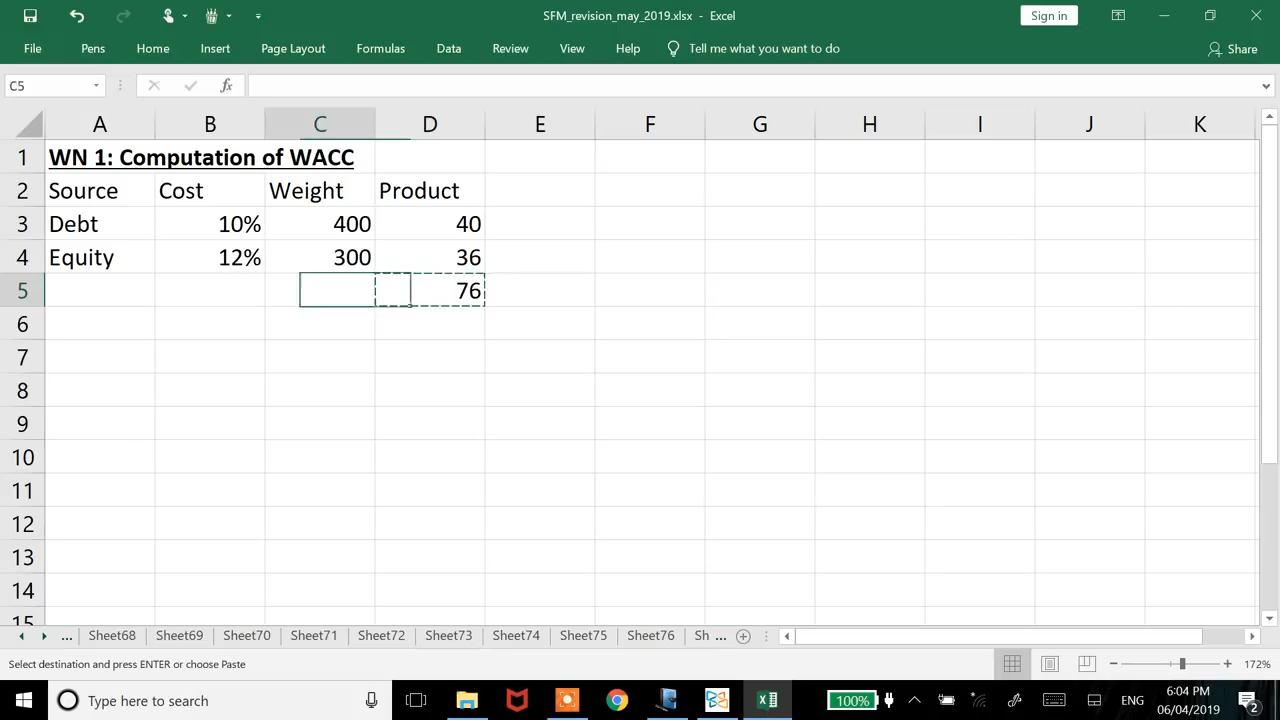 SFM_revision_may_2019.xlsx - Excel
Sign in
File Pens Home Insert Page Layout Formulas Data Review View Help Tell me what you want to do Share
C5 fx
A B C D E F G H I J K
1 WN 1: Computation of WACC
2 Source Cost Weight Product
3 Debt 10% 400 40
4 Equity 12% 300 36
5 76
6
7
8
9
10
11
12
13
14
15
... Sheet68 Sheet69 Sheet70 Sheet71 Sheet72 Sheet73 Sheet74 Sheet75 Sheet76 Sh ...
Select destination and press ENTER or choose Paste 172%
Type here to search 100% ENG 6:04 PM
06/04/2019 2